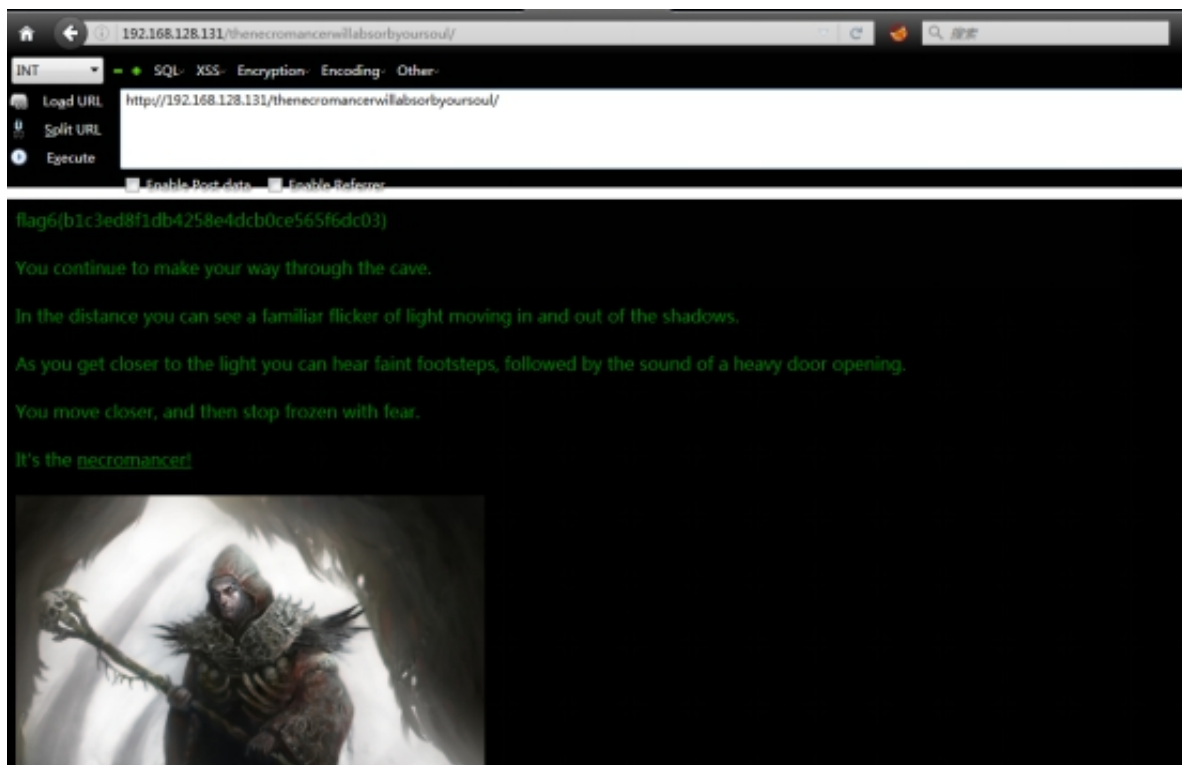 192.168.128.131/thenecromancerwillabsorbyoursoul/
搜索
INT SQL XSS Encryption Encoding Other
Load URL http://192.168.128.131/thenecromancerwillabsorbyoursoul/
Split URL
Execute
Enable Post data Enable Referrer
flag6{b1c3ed8f1db4258e4dcb0ce565f6dc03}
You continue to make your way through the cave.
In the distance you can see a familiar flicker of light moving in and out of the shadows.
As you get closer to the light you can hear faint footsteps, followed by the sound of a heavy door opening.
You move closer, and then stop frozen with fear.
It's the necromancer!